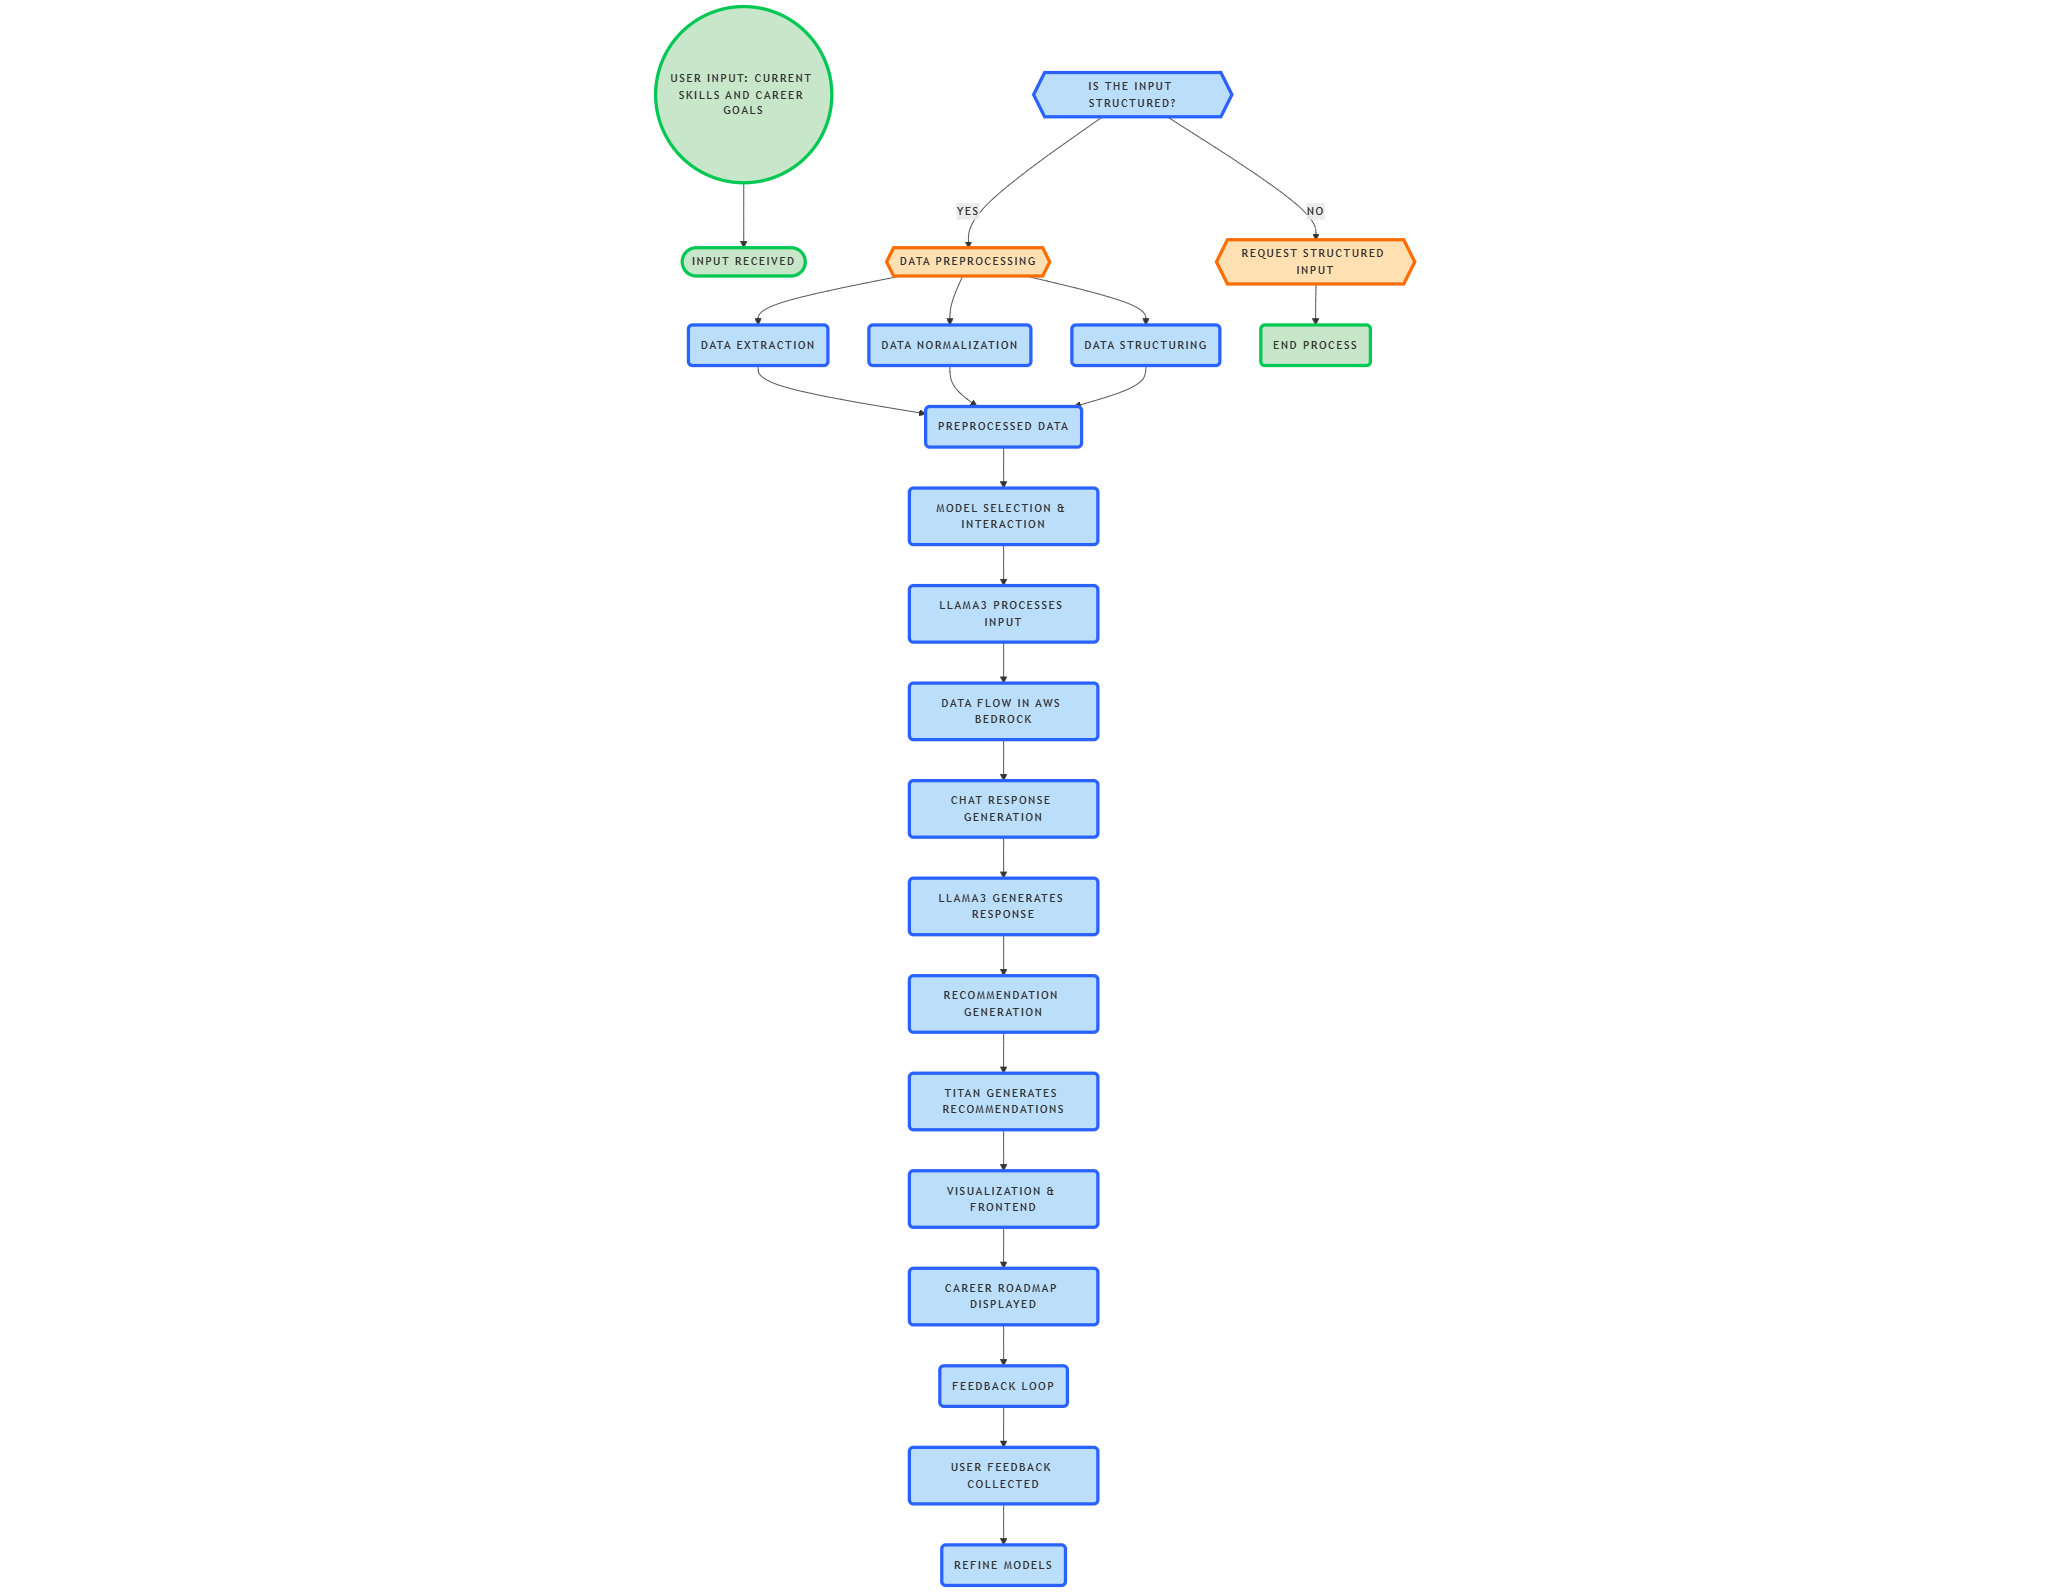 USER INPUT: CURRENT
SKILLS AND CAREER
GOALS
IS THE INPUT
STRUCTURED?
YES
NO
INPUT RECEIVED
DATA PREPROCESSING
REQUEST STRUCTURED
INPUT
DATA EXTRACTION
DATA NORMALIZATION
DATA STRUCTURING
END PROCESS
PREPROCESSED DATA
MODEL SELECTION &
INTERACTION
LLAMA3 PROCESSES
INPUT
DATA FLOW IN AWS
BEDROCK
CHAT RESPONSE
GENERATION
LLAMA3 GENERATES
RESPONSE
RECOMMENDATION
GENERATION
TITAN GENERATES
RECOMMENDATIONS
VISUALIZATION &
FRONTEND
CAREER ROADMAP
DISPLAYED
FEEDBACK LOOP
USER FEEDBACK
COLLECTED
REFINE MODELS